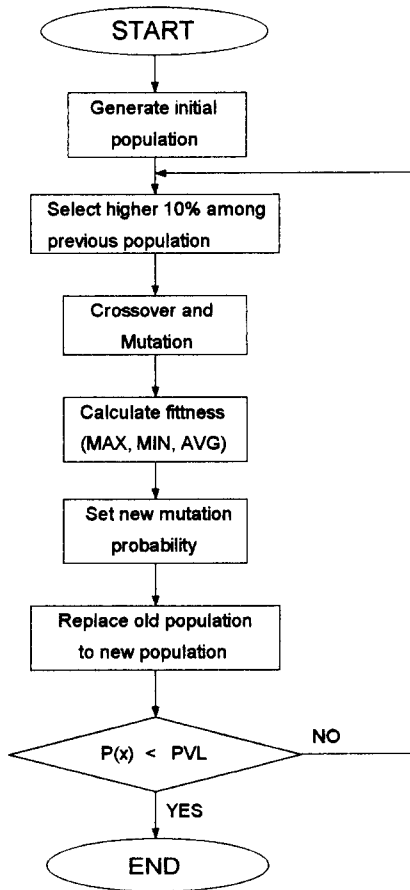 START
Generate initial
population
Select higher 10% among
previous population
Crossover and
Mutation
Calculate fittness
(MAX, MIN, AVG)
Set new mutation
probability
Replace old population
to new population
P(x) < PVL
NO
YES
END